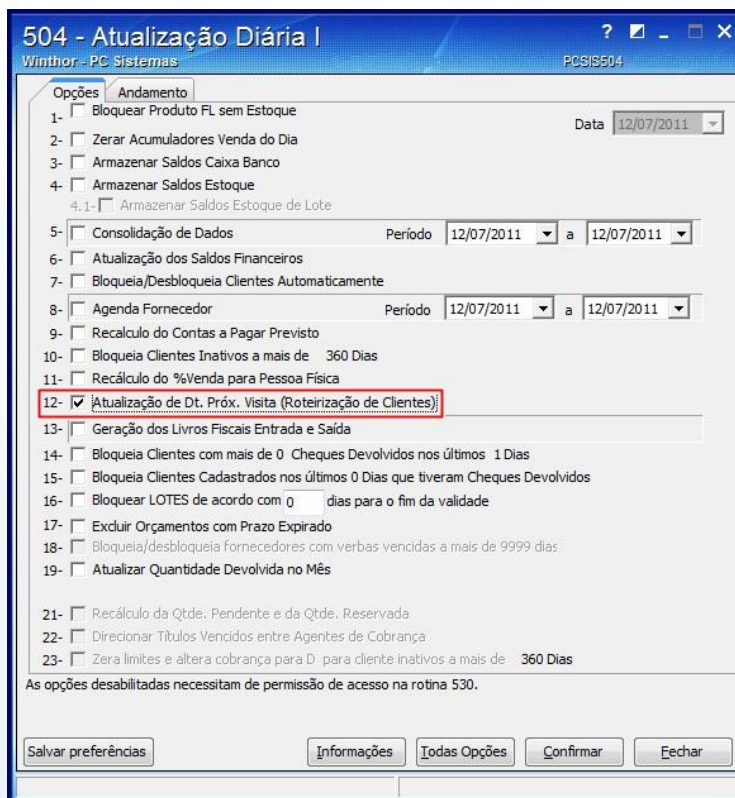 504 - Atualização Diária I
Winthor - PC Sistemas PCSIS504
Opções Andamento
1- Bloquear Produto FL sem Estoque
Data 12/07/2011
2- Zerar Acumuladores Venda do Dia
3- Armazenar Saldos Caixa Banco
4- Armazenar Saldos Estoque
4.1- Armazenar Saldos Estoque de Lote
5- Consolidação de Dados Período 12/07/2011 a 12/07/2011
6- Atualização dos Saldos Financeiros
7- Bloqueia/Desbloqueia Clientes Automaticamente
8- Agenda Fornecedor Período 12/07/2011 a 12/07/2011
9- Recalculo do Contas a Pagar Previsto
10- Bloqueia Clientes Inativos a mais de 360 Dias
11- Recálculo do %Venda para Pessoa Física
12- Atualização de Dt. Próx. Visita (Roteirização de Clientes)
13- Geração dos Livros Fiscais Entrada e Saída
14- Bloqueia Clientes com mais de 0 Cheques Devolvidos nos últimos 1 Dias
15- Bloqueia Clientes Cadastrados nos últimos 0 Dias que tiveram Cheques Devolvidos
16- Bloquear LOTES de acordo com 0 dias para o fim da validade
17- Excluir Orçamentos com Prazo Expirado
18- Bloqueia/desbloqueia fornecedores com verbas vencidas a mais de 9999 dias
19- Atualizar Quantidade Devolvida no Mês
21- Recálculo da Qtde. Pendente e da Qtde. Reservada
22- Direcionar Títulos Vencidos entre Agentes de Cobrança
23- Zera limites e altera cobrança para D para cliente inativos a mais de 360 Dias
As opções desabilitadas necessitam de permissão de acesso na rotina 530.
Salvar preferências Informações Todas Opções Confirmar Fechar